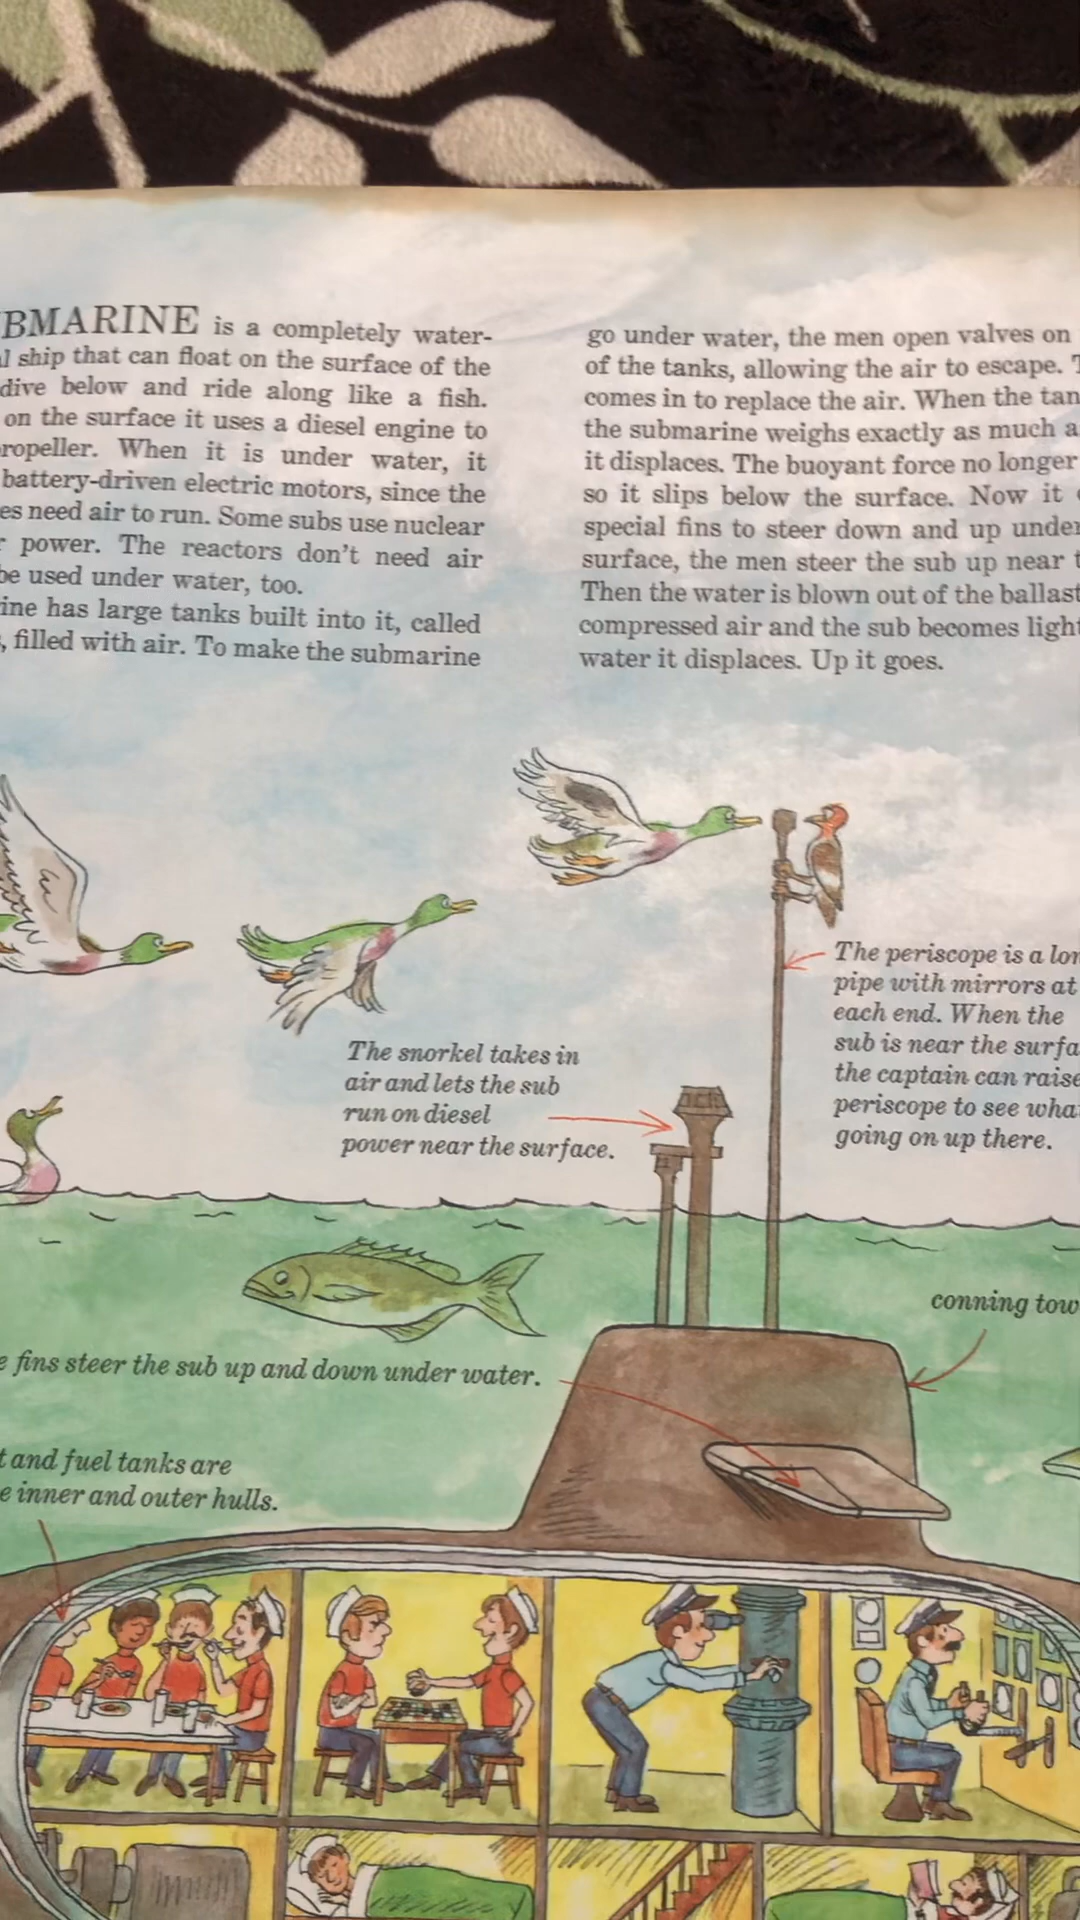 BMARINE is a completely water-
l ship that can float on the surface of the
dive below and ride along like a fish.
on the surface it uses a diesel engine to
ropeller. When it is under water, it
battery-driven electric motors, since the
es need air to run. Some subs use nuclear
r power. The reactors don't need air
be used under water, too.
ine has large tanks built into it, called
, filled with air. To make the submarine
go under water, the men open valves on
of the tanks, allowing the air to escape. T
comes in to replace the air. When the tan
the submarine weighs exactly as much a
it displaces. The buoyant force no longer
so it slips below the surface. Now it
special fins to steer down and up under
surface, the men steer the sub up near t
Then the water is blown out of the ballast
compressed air and the sub becomes light
water it displaces. Up it goes.
The periscope is a lon
pipe with mirrors at
each end. When the
sub is near the surfa
the captain can raise
periscope to see wha
going on up there.
The snorkel takes in
air and lets the sub
run on diesel
power near the surface.
conning tow
e fins steer the sub up and down under water.
t and fuel tanks are
e inner and outer hulls.